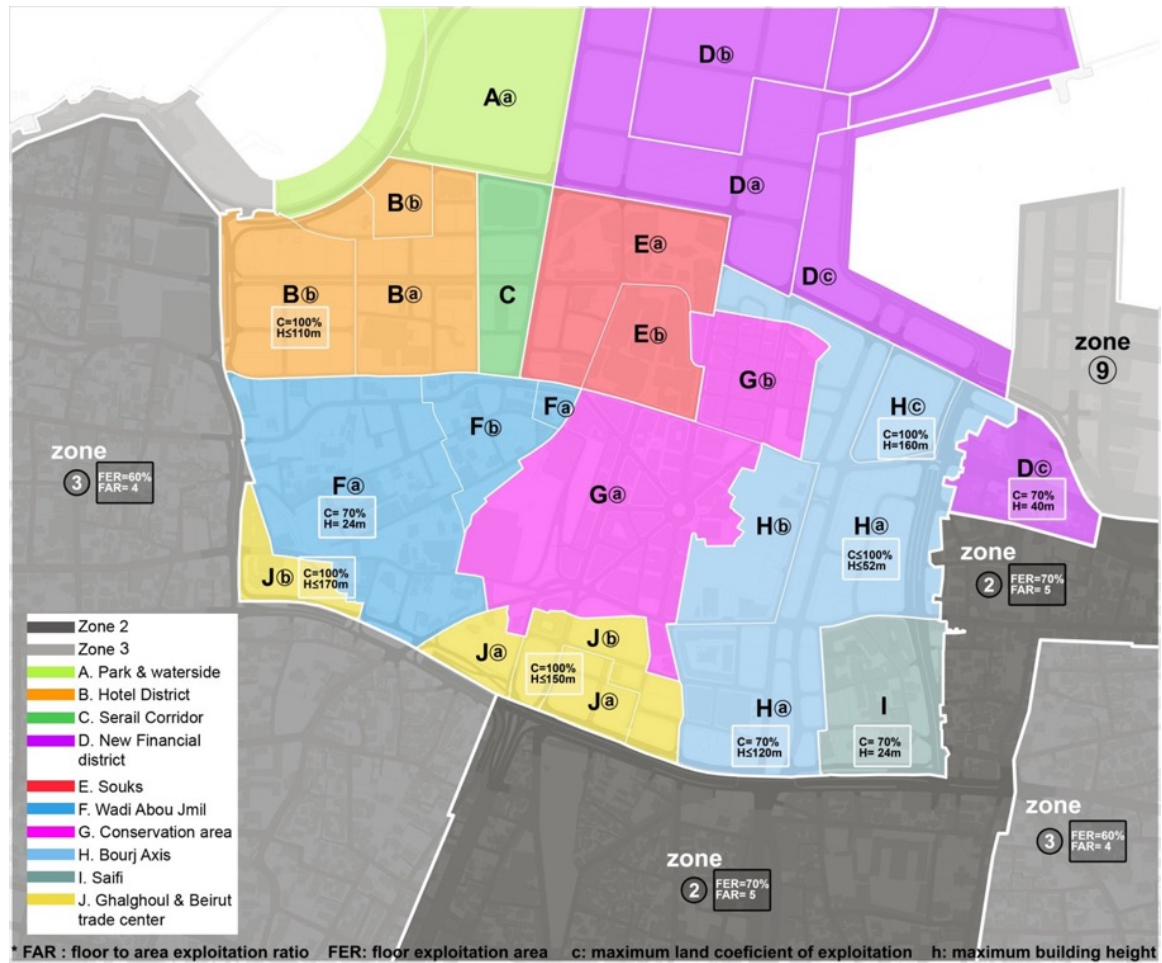 Dⓑ
Aⓐ
Dⓐ
Bⓑ
Eⓐ
Dⓒ
Bⓑ
C=100%
H≤110m
Bⓐ
C
Eⓑ
zone
⑨
Gⓑ
Fⓐ
Hⓒ
C=100%
H=160m
Fⓑ
zone
③
FER=60%
FAR= 4
Fⓐ
C= 70%
H= 24m
Gⓐ
Dⓒ
C= 70%
H= 40m
Hⓑ
Hⓐ
C≤100%
H≤52m
Jⓑ
C=100%
H≤170m
zone
②
FER=70%
FAR= 5
Jⓐ
Jⓑ
C=100%
H≤150m
Jⓐ
Hⓐ
C= 70%
H≤120m
I
C= 70%
H= 24m
Zone 2
Zone 3
A. Park & waterside
B. Hotel District
C. Serail Corridor
D. New Financial
district
E. Souks
F. Wadi Abou Jmil
G. Conservation area
H. Bourj Axis
I. Saifi
J. Ghalghoul & Beirut
trade center
zone
②
FER=70%
FAR= 5
zone
③
FER=60%
FAR= 4
* FAR : floor to area exploitation ratio FER: floor exploitation area c: maximum land coeficient of exploitation h: maximum building height